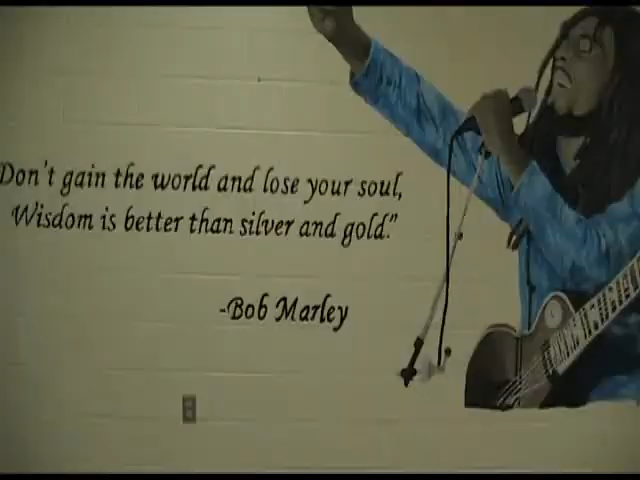 Don't gain the world and lose your soul,
Wisdom is better than silver and gold."
-Bob Marley